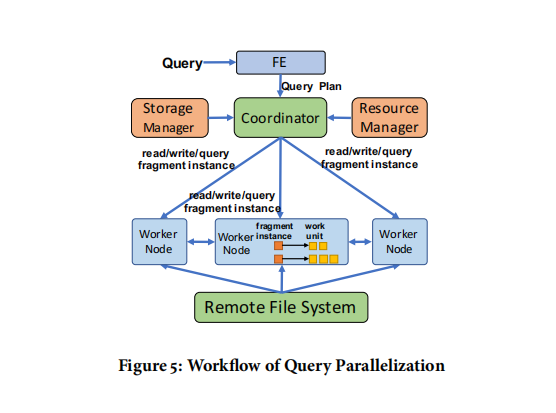 Query
FE
Query Plan
Storage
Manager
Coordinator
Resource
Manager
read/write/query
fragment instance
read/write/query
fragment instance
read/write/query
fragment instance
Worker
Node
Worker
Node
fragment
instance
work
unit
Worker
Node
Remote File System
Figure 5: Workflow of Query Parallelization